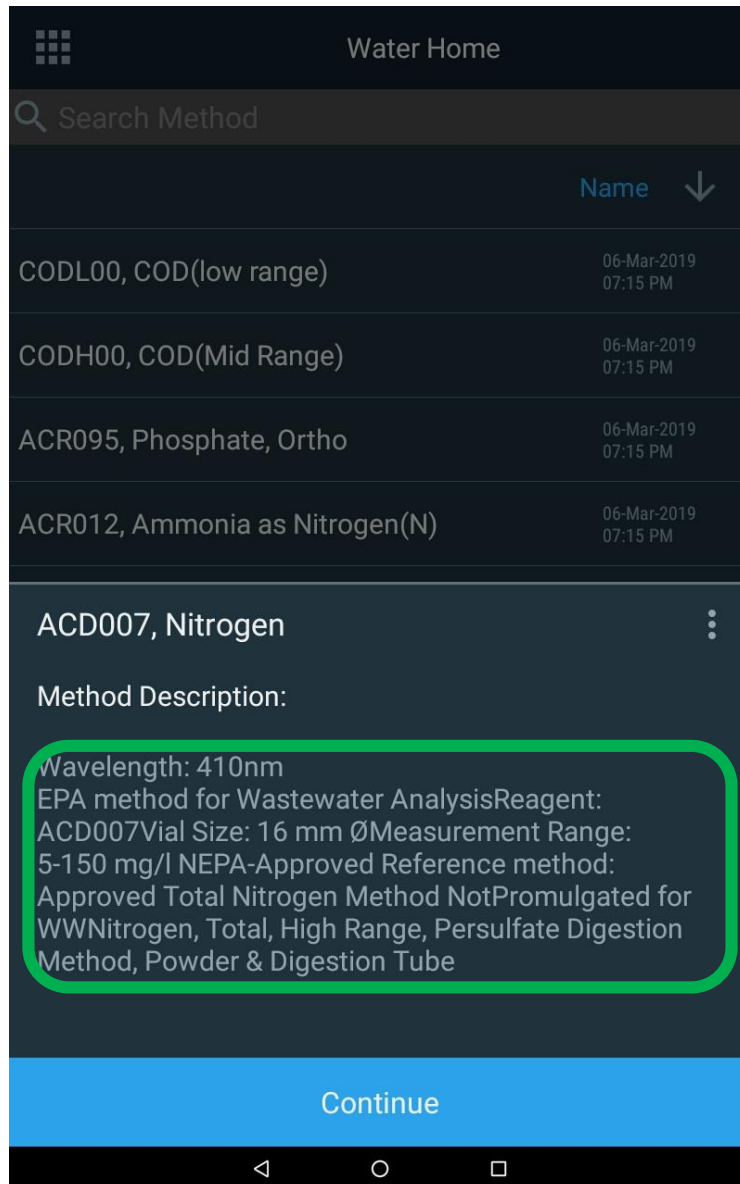 Water Home
Search Method
Name
CODL00, COD(low range)
06-Mar-2019
07:15 PM
CODH00, COD(Mid Range)
06-Mar-2019
07:15 PM
ACR095, Phosphate, Ortho
06-Mar-2019
07:15 PM
ACR012, Ammonia as Nitrogen(N)
06-Mar-2019
07:15 PM
ACD007, Nitrogen
Method Description:
Wavelength: 410nm
EPA method for Wastewater AnalysisReagent:
ACD007Vial Size: 16 mm ØMeasurement Range:
5-150 mg/l NEPA-Approved Reference method:
Approved Total Nitrogen Method NotPromulgated for
WWNitrogen, Total, High Range, Persulfate Digestion
Method, Powder & Digestion Tube
Continue